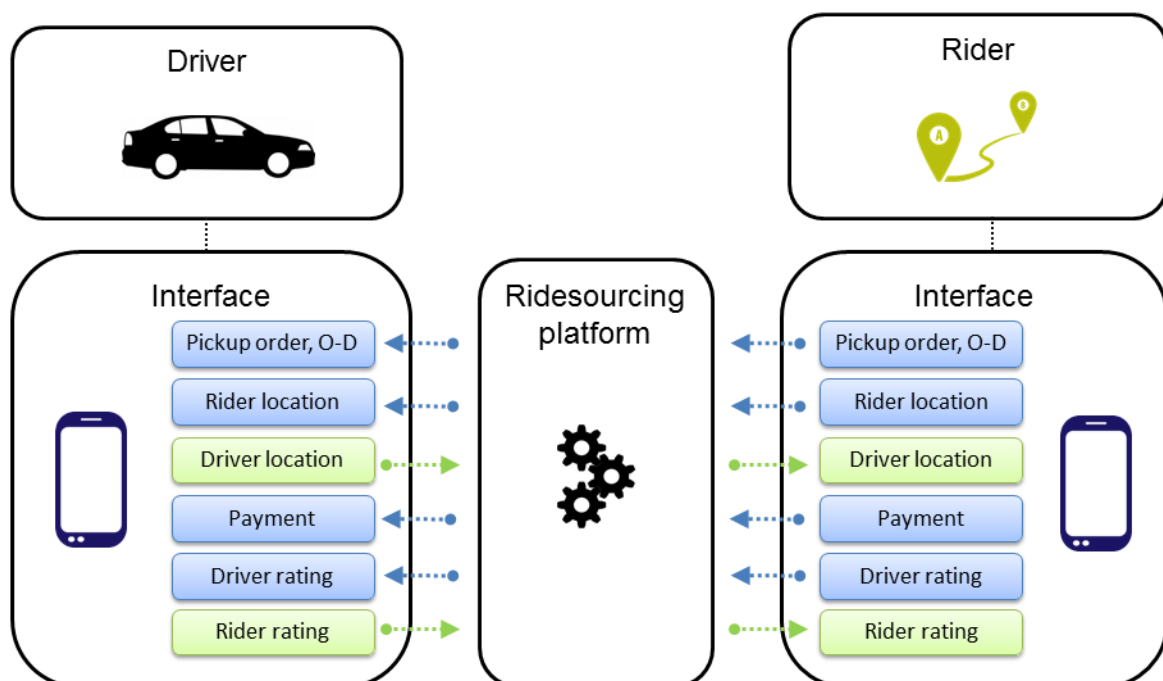 Driver
Rider
A
B
Interface
Pickup order, O-D
Rider location
Driver location
Payment
Driver rating
Rider rating
Ridesourcing
platform
Interface
Pickup order, O-D
Rider location
Driver location
Payment
Driver rating
Rider rating